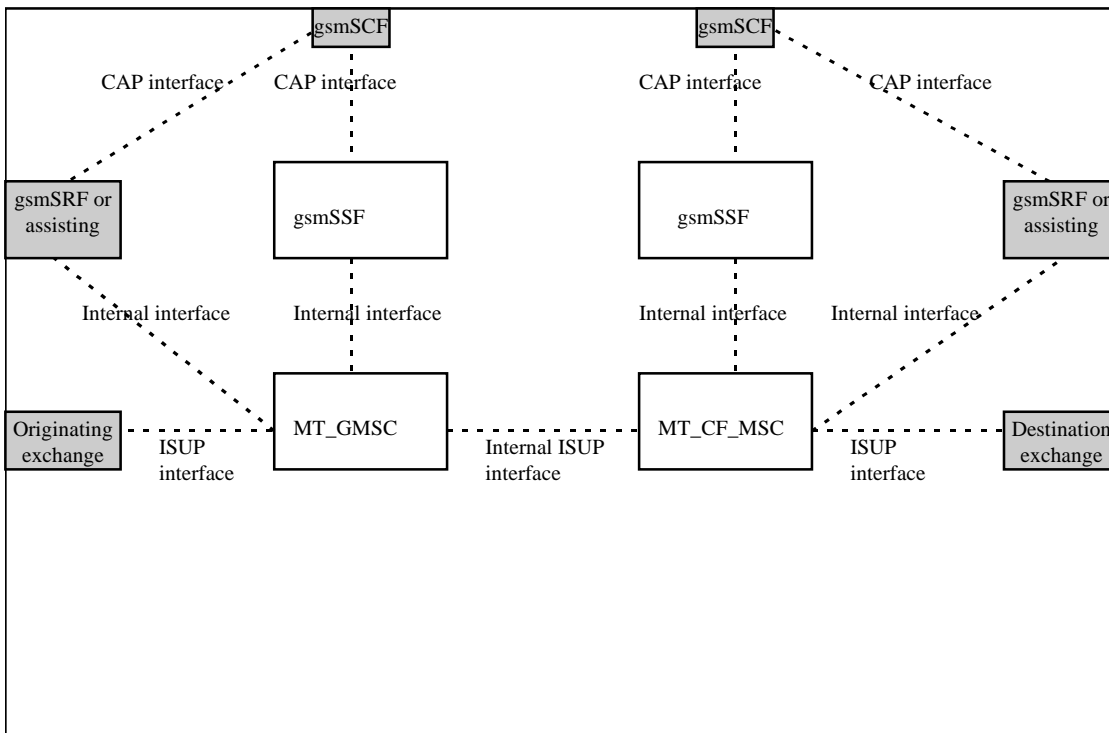 gsmSCF
gsmSCF
CAP interface
CAP interface
CAP interface
CAP interface
gsmSRF or
assisting
gsmSSF
gsmSSF
gsmSRF or
assisting
Internal interface
Internal interface
Internal interface
Internal interface
Originating
exchange
ISUP
interface
MT_GMSC
Internal ISUP
interface
MT_CF_MSC
ISUP
interface
Destination
exchange